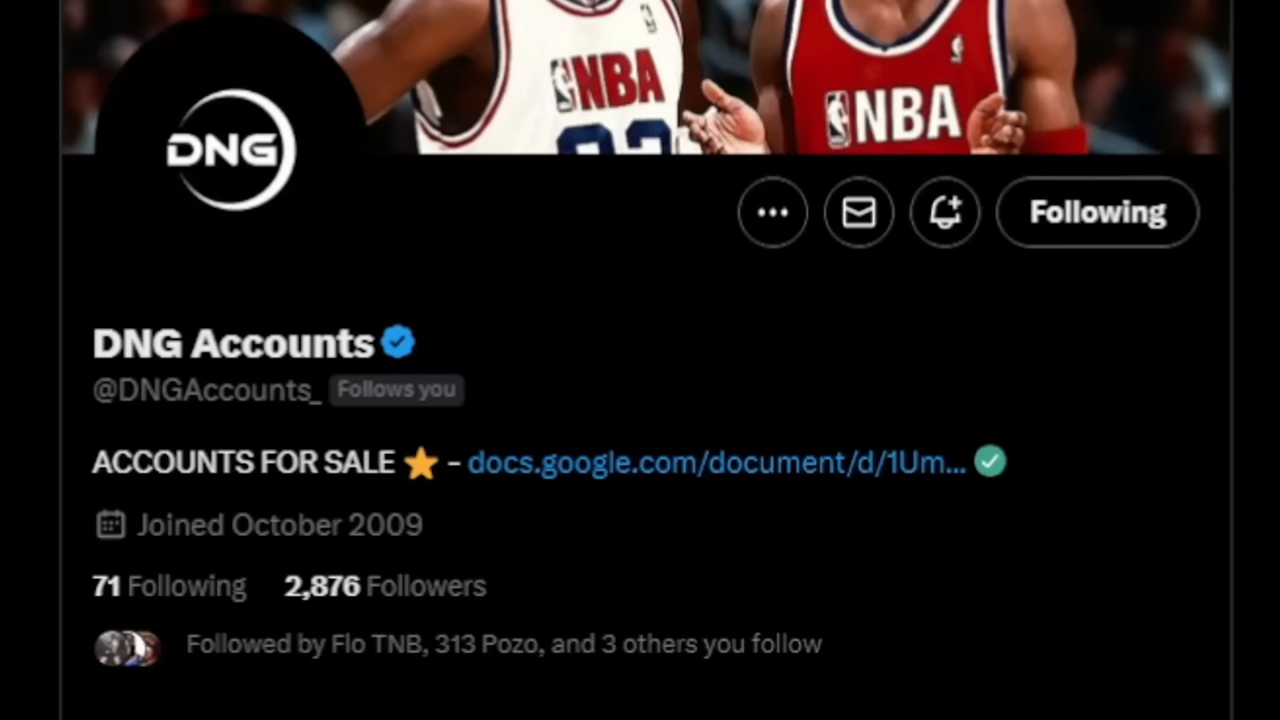 NBA
NBA
DNG
Following
DNG Accounts
@DNGAccounts_ Follows you
ACCOUNTS FOR SALE ⭐ – docs.google.com/document/d/1Um...
Joined October 2009
71 Following 2,876 Followers
Followed by Flo TNB, 313 Pozo, and 3 others you follow